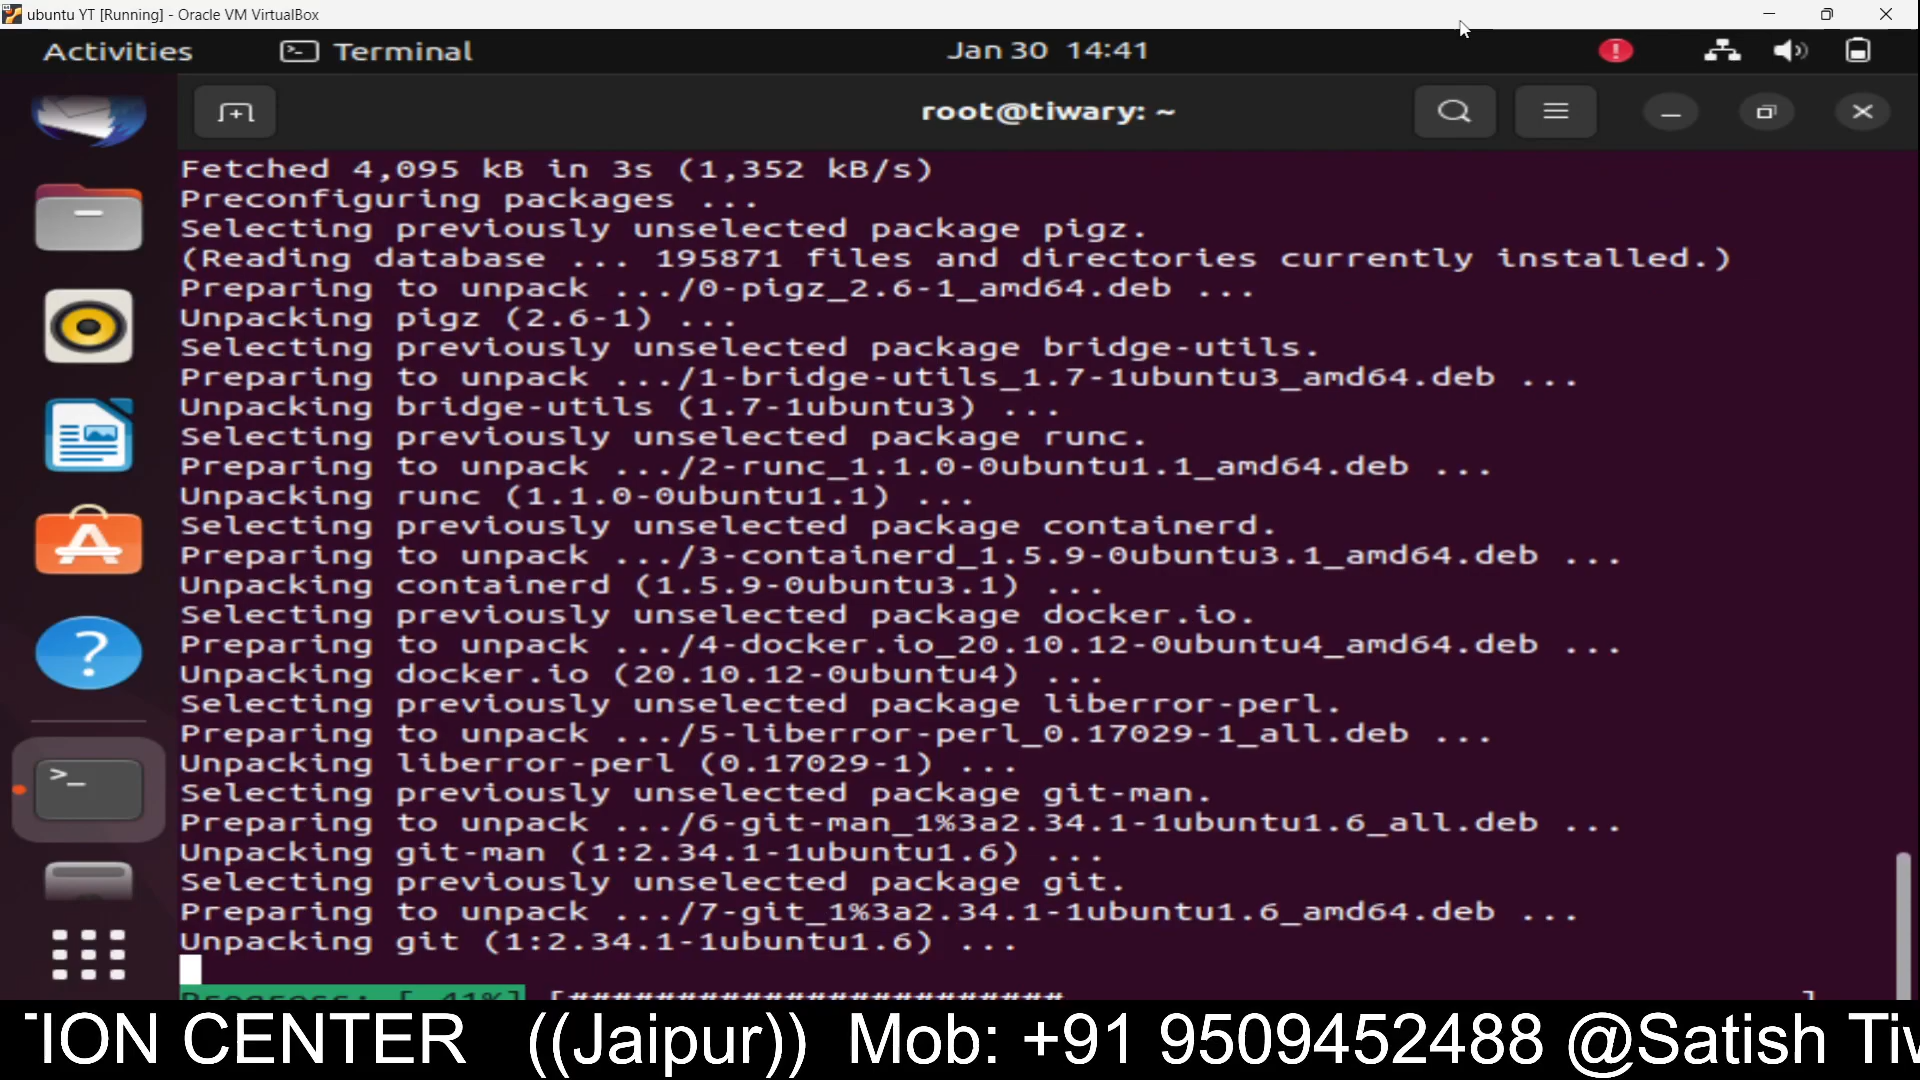 ubuntu YT [Running] - Oracle VM VirtualBox
Activities Terminal Jan 30 14:41
root@tiwary: ~
Fetched 4,095 kB in 3s (1,352 kB/s)
Preconfiguring packages ...
Selecting previously unselected package pigz.
(Reading database ... 195871 files and directories currently installed.)
Preparing to unpack .../0-pigz_2.6-1_amd64.deb ...
Unpacking pigz (2.6-1) ...
Selecting previously unselected package bridge-utils.
Preparing to unpack .../1-bridge-utils_1.7-1ubuntu3_amd64.deb ...
Unpacking bridge-utils (1.7-1ubuntu3) ...
Selecting previously unselected package runc.
Preparing to unpack .../2-runc_1.1.0-0ubuntu1.1_amd64.deb ...
Unpacking runc (1.1.0-0ubuntu1.1) ...
Selecting previously unselected package containerd.
Preparing to unpack .../3-containerd_1.5.9-0ubuntu3.1_amd64.deb ...
Unpacking containerd (1.5.9-0ubuntu3.1) ...
Selecting previously unselected package docker.io.
Preparing to unpack .../4-docker.io_20.10.12-0ubuntu4_amd64.deb ...
Unpacking docker.io (20.10.12-0ubuntu4) ...
Selecting previously unselected package liberror-perl.
Preparing to unpack .../5-liberror-perl_0.17029-1_all.deb ...
Unpacking liberror-perl (0.17029-1) ...
Selecting previously unselected package git-man.
Preparing to unpack .../6-git-man_1%3a2.34.1-1ubuntu1.6_all.deb ...
Unpacking git-man (1:2.34.1-1ubuntu1.6) ...
Selecting previously unselected package git.
Preparing to unpack .../7-git_1%3a2.34.1-1ubuntu1.6_amd64.deb ...
Unpacking git (1:2.34.1-1ubuntu1.6) ...
Progress: [ 41%] [####################### ]
TION CENTER ((Jaipur)) Mob: +91 9509452488 @Satish Tiw